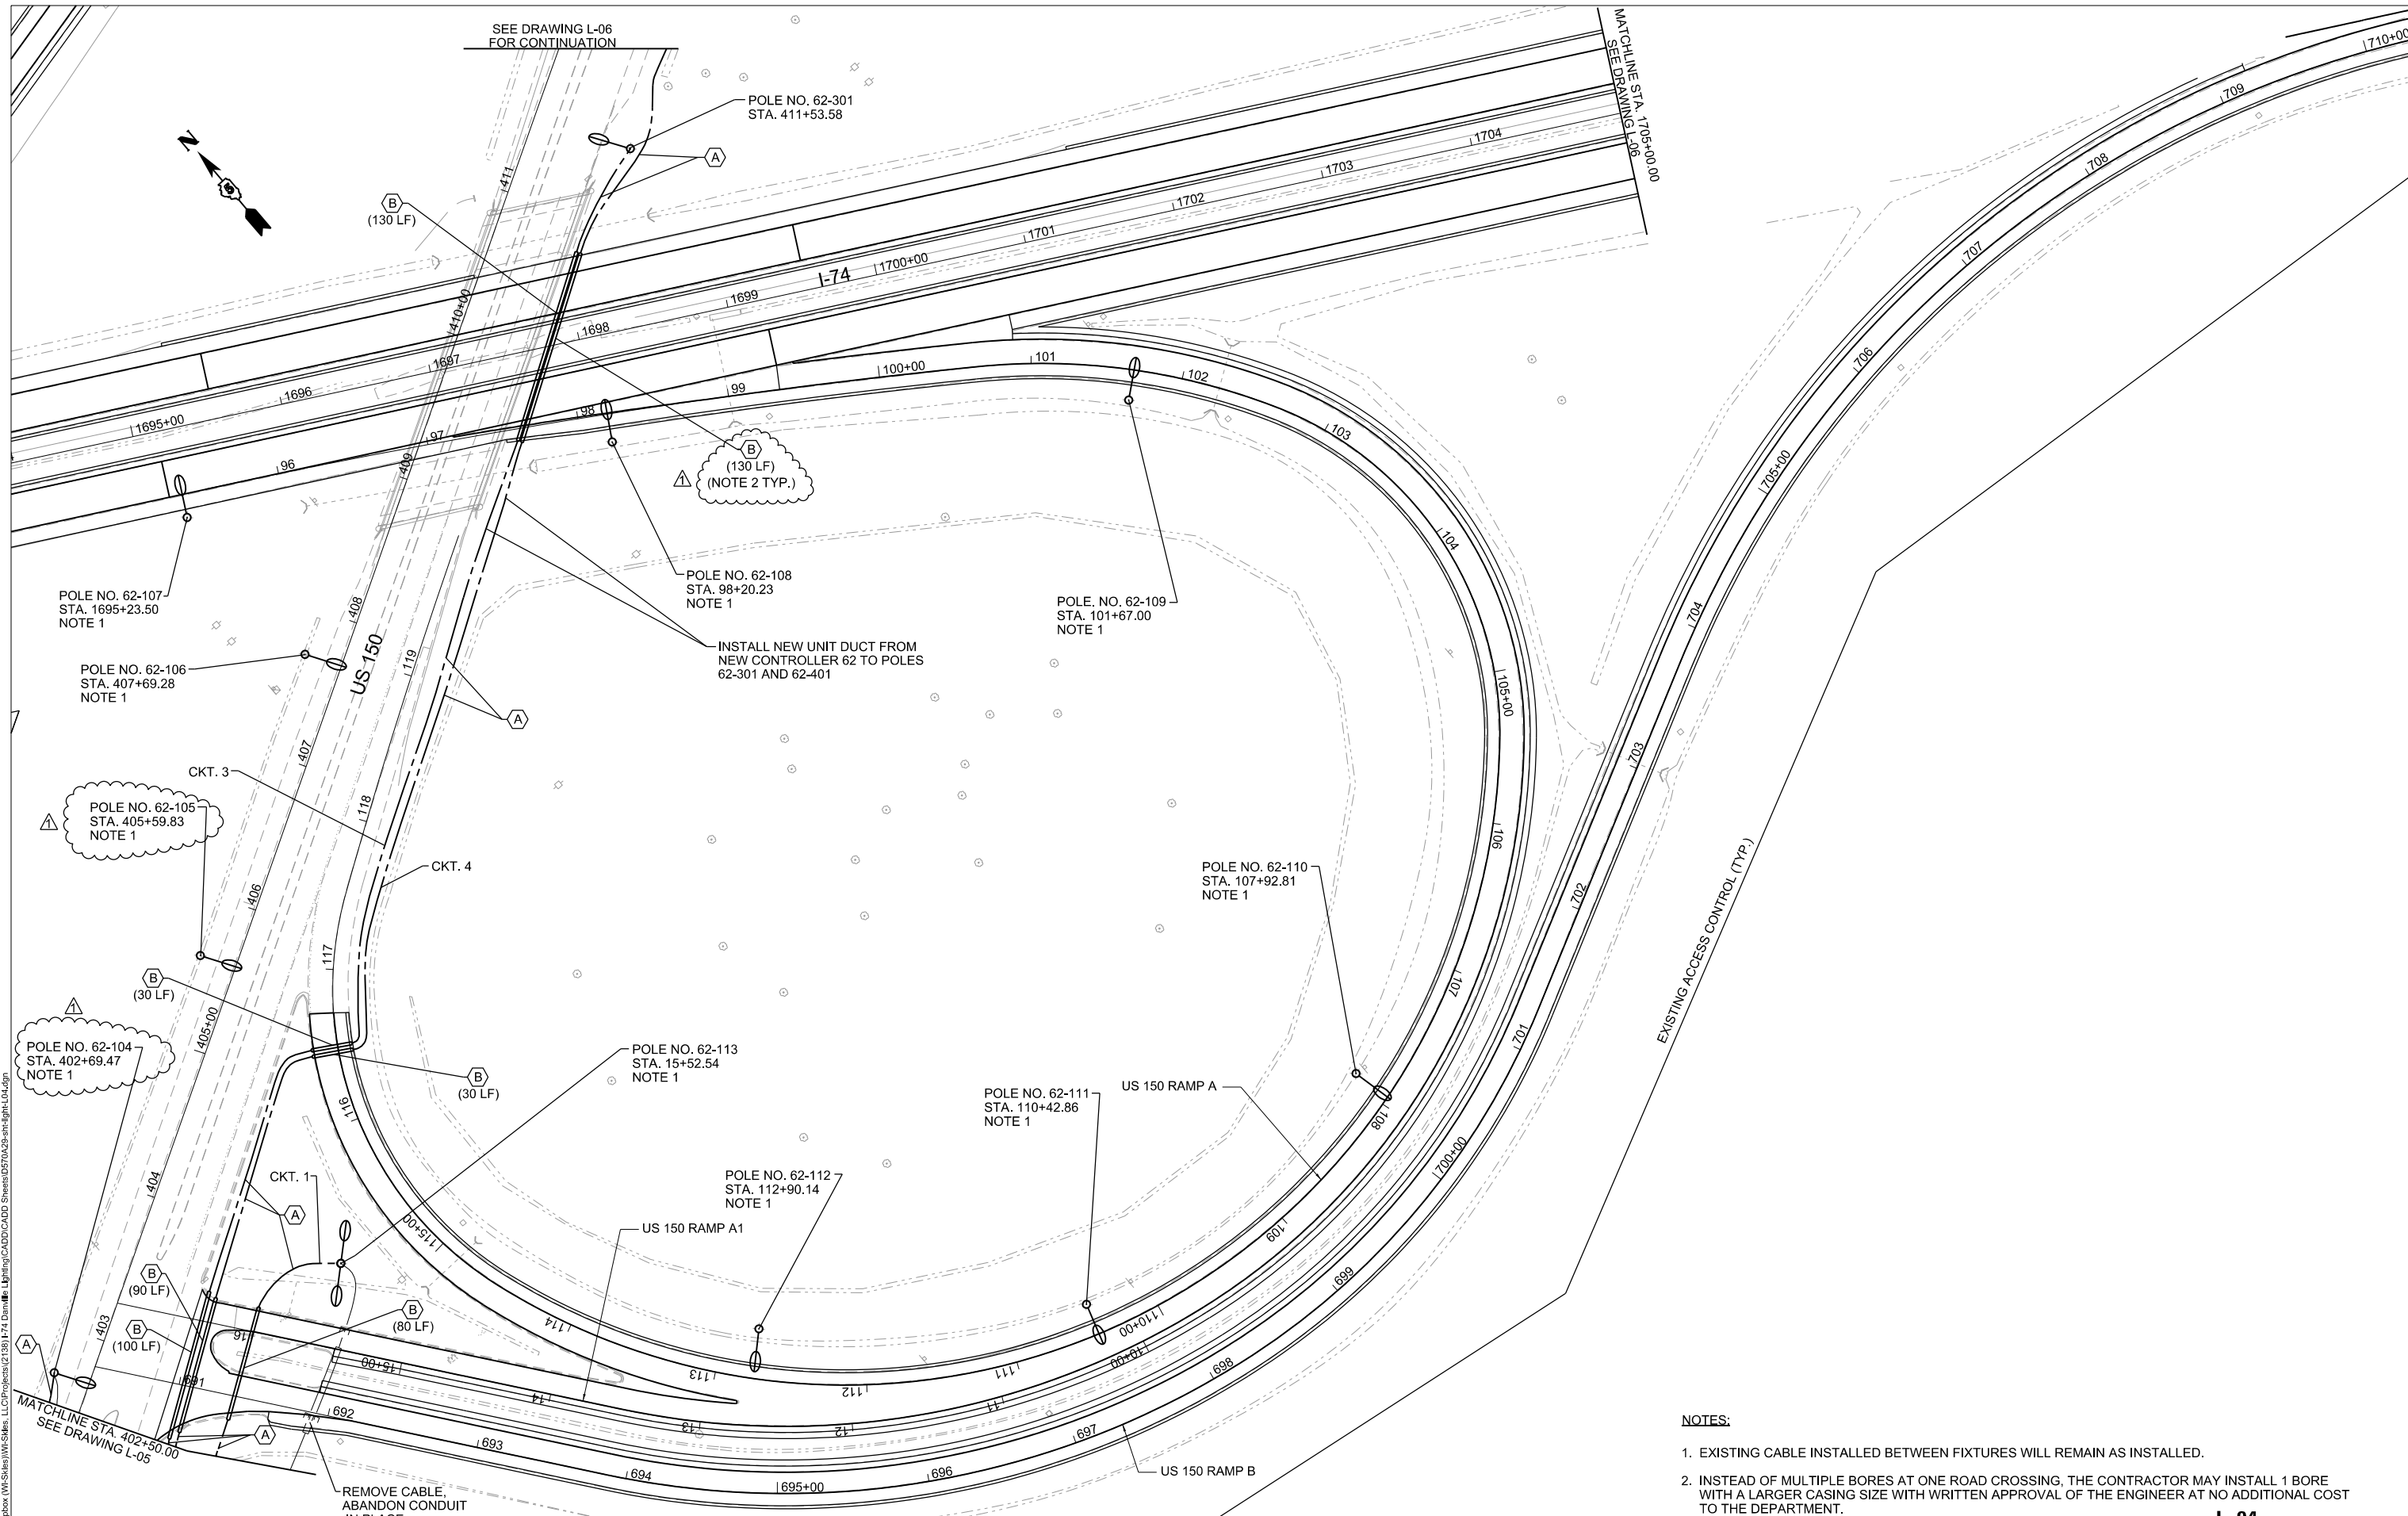 SEE DRAWING L-06
FOR CONTINUATION
MATCHLINE STA. 1705+00.00
SEE DRAWING L-06
POLE NO. 62-301
STA. 411+53.58
A
N
B
(130 LF)
411
410+00
409
408
407
406
405+00
404
403
US 150
I-74
1695+00
1696
1697
1698
1699
1700+00
1701
1702
1703
1704
96
97
98
99
100+00
101
102
103
104
105+00
106
107
108
109
110+00
111
112
113
114
115+00
116
117
118
119
B
(130 LF)
(NOTE 2 TYP.)
1
POLE NO. 62-107
STA. 1695+23.50
NOTE 1
POLE NO. 62-108
STA. 98+20.23
NOTE 1
POLE. NO. 62-109
STA. 101+67.00
NOTE 1
POLE NO. 62-106
STA. 407+69.28
NOTE 1
INSTALL NEW UNIT DUCT FROM
NEW CONTROLLER 62 TO POLES
62-301 AND 62-401
A
CKT. 3
POLE NO. 62-105
STA. 405+59.83
NOTE 1
1
CKT. 4
POLE NO. 62-110
STA. 107+92.81
NOTE 1
B
(30 LF)
1
POLE NO. 62-104
STA. 402+69.47
NOTE 1
POLE NO. 62-113
STA. 15+52.54
NOTE 1
B
(30 LF)
POLE NO. 62-111
STA. 110+42.86
NOTE 1
US 150 RAMP A
EXISTING ACCESS CONTROL (TYP.)
CKT. 1
POLE NO. 62-112
STA. 112+90.14
NOTE 1
A
US 150 RAMP A1
B
(90 LF)
B
(80 LF)
B
(100 LF)
A
A
MATCHLINE STA. 402+50.00
SEE DRAWING L-05
16
15+00
14
13
12
11
10+00
691
692
693
694
695+00
696
697
698
699
700+00
701
702
703
704
705+00
706
707
708
709
710+00
US 150 RAMP B
REMOVE CABLE,
ABANDON CONDUIT
NOTES:
1. EXISTING CABLE INSTALLED BETWEEN FIXTURES WILL REMAIN AS INSTALLED.
2. INSTEAD OF MULTIPLE BORES AT ONE ROAD CROSSING, THE CONTRACTOR MAY INSTALL 1 BORE
WITH A LARGER CASING SIZE WITH WRITTEN APPROVAL OF THE ENGINEER AT NO ADDITIONAL COST
TO THE DEPARTMENT.